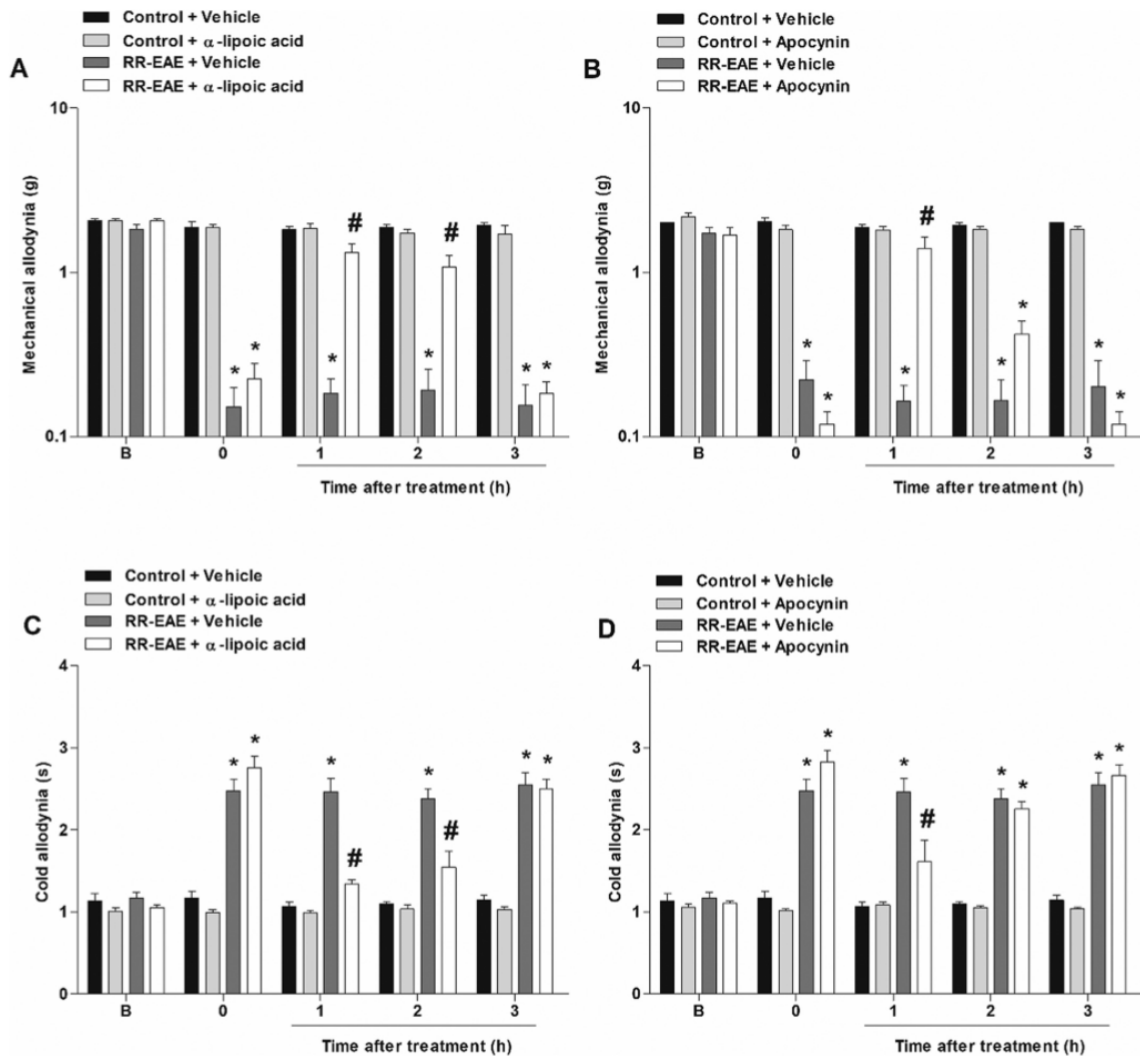 A
Control + Vehicle
Control + α-lipoic acid
RR-EAE + Vehicle
RR-EAE + α-lipoic acid
Mechanical allodynia (g)
10
1
0.1
#
#
*
*
*
*
*
*
B
0
1
2
3
Time after treatment (h)
B
Control + Vehicle
Control + Apocynin
RR-EAE + Vehicle
RR-EAE + Apocynin
Mechanical allodynia (g)
10
1
0.1
#
*
*
*
*
*
*
*
B
0
1
2
3
Time after treatment (h)
C
Control + Vehicle
Control + α-lipoic acid
RR-EAE + Vehicle
RR-EAE + α-lipoic acid
Cold allodynia (s)
4
3
2
1
0
*
*
*
#
*
#
*
*
B
0
1
2
3
Time after treatment (h)
D
Control + Vehicle
Control + Apocynin
RR-EAE + Vehicle
RR-EAE + Apocynin
Cold allodynia (s)
4
3
2
1
0
*
*
*
#
*
*
*
*
B
0
1
2
3
Time after treatment (h)